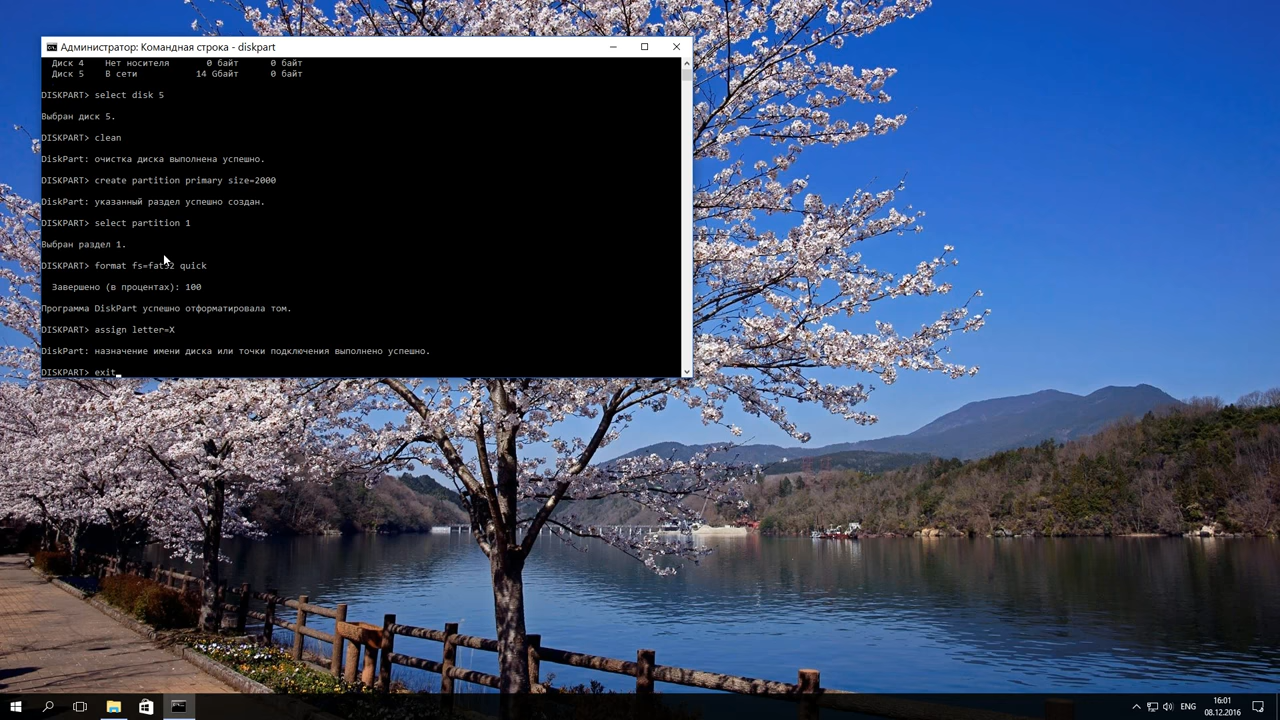 Администратор: Командная строка - diskpart
Диск 4 Нет носителя 0 байт 0 байт
Диск 5 В сети 14 Gбайт 0 байт
DISKPART> select disk 5
Выбран диск 5.
DISKPART> clean
DiskPart: очистка диска выполнена успешно.
DISKPART> create partition primary size=2000
DiskPart: указанный раздел успешно создан.
DISKPART> select partition 1
Выбран раздел 1.
DISKPART> format fs=fat32 quick
Завершено (в процентах): 100
Программа DiskPart успешно отформатировала том.
DISKPART> assign letter=X
DiskPart: назначение имени диска или точки подключения выполнено успешно.
DISKPART> exit
ENG
16:01
08.12.2016